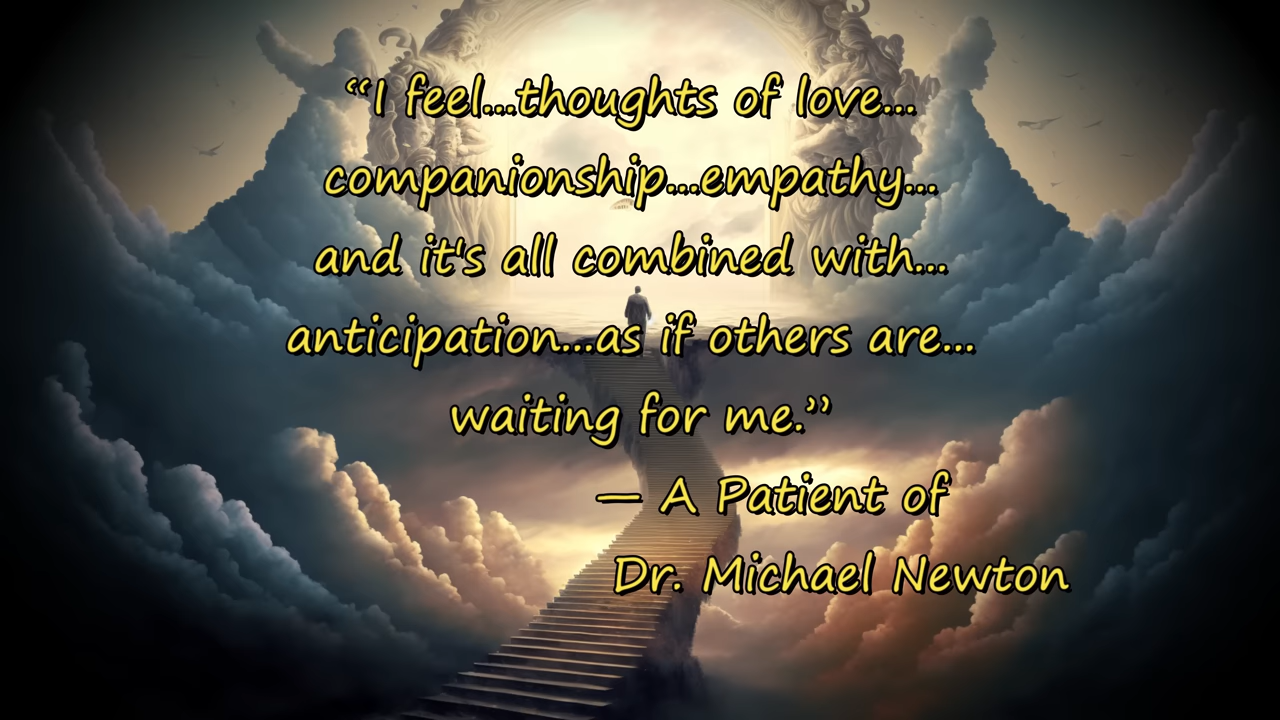 “I feel...thoughts of love...
companionship...empathy...
and it's all combined with...
anticipation...as if others are...
waiting for me.”
— A Patient of
Dr. Michael Newton